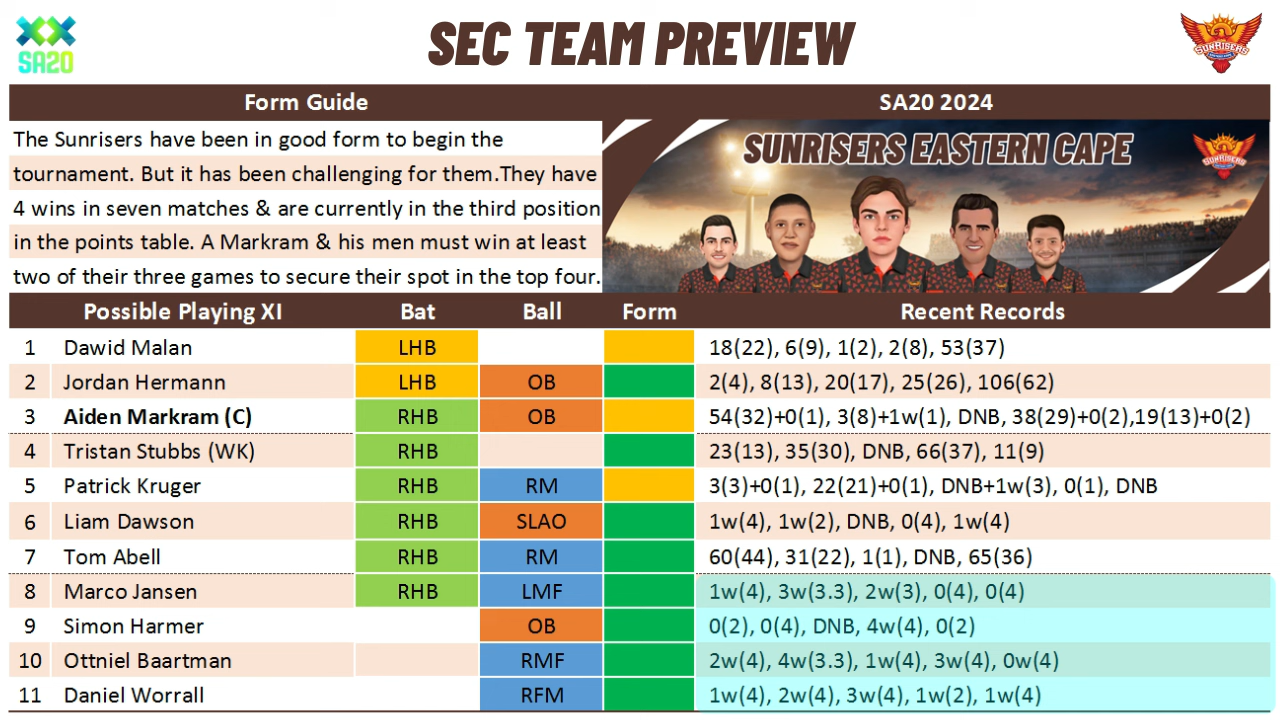 SA20
SEC TEAM PREVIEW
SUNRISERS
Form Guide
SA20 2024
The Sunrisers have been in good form to begin the
tournament. But it has been challenging for them.They have
4 wins in seven matches & are currently in the third position
in the points table. A Markram & his men must win at least
two of their three games to secure their spot in the top four.
SUNRISERS EASTERN CAPE
SUNRISERS
Possible Playing XI Bat Ball Form Recent Records
1 Dawid Malan LHB 18(22), 6(9), 1(2), 2(8), 53(37)
2 Jordan Hermann LHB OB 2(4), 8(13), 20(17), 25(26), 106(62)
3 Aiden Markram (C) RHB OB 54(32)+0(1), 3(8)+1w(1), DNB, 38(29)+0(2),19(13)+0(2)
4 Tristan Stubbs (WK) RHB 23(13), 35(30), DNB, 66(37), 11(9)
5 Patrick Kruger RHB RM 3(3)+0(1), 22(21)+0(1), DNB+1w(3), 0(1), DNB
6 Liam Dawson RHB SLAO 1w(4), 1w(2), DNB, 0(4), 1w(4)
7 Tom Abell RHB RM 60(44), 31(22), 1(1), DNB, 65(36)
8 Marco Jansen RHB LMF 1w(4), 3w(3.3), 2w(3), 0(4), 0(4)
9 Simon Harmer OB 0(2), 0(4), DNB, 4w(4), 0(2)
10 Ottniel Baartman RMF 2w(4), 4w(3.3), 1w(4), 3w(4), 0w(4)
11 Daniel Worrall RFM 1w(4), 2w(4), 3w(4), 1w(2), 1w(4)